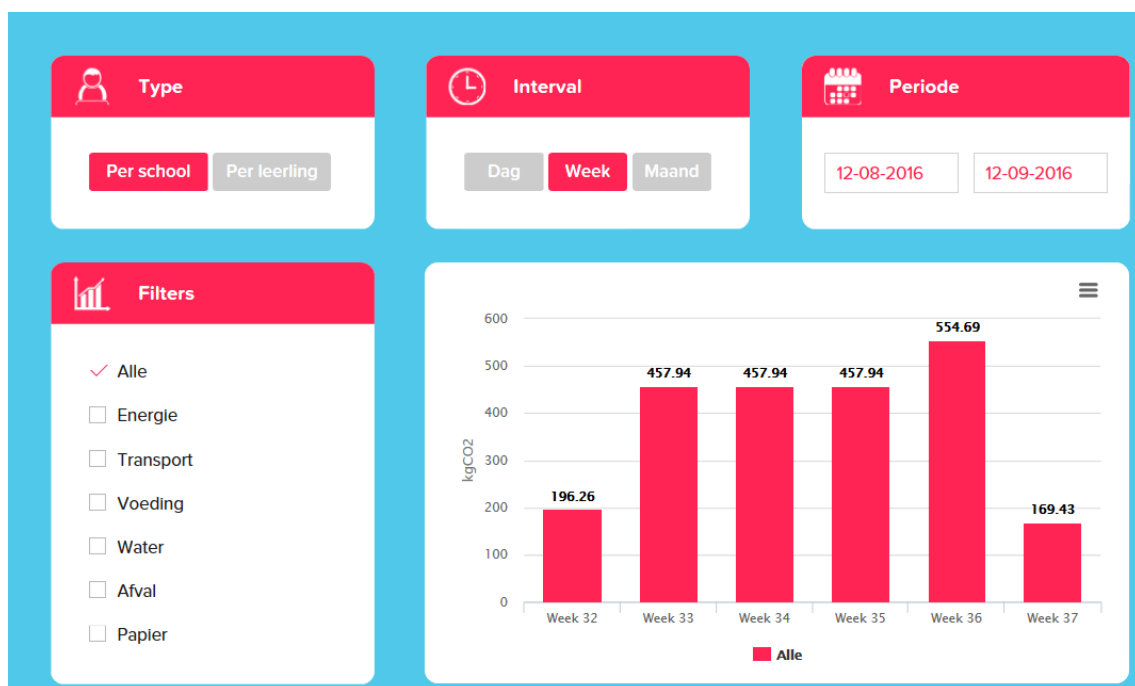 Type
Per school Per leerling
Interval
Dag Week Maand
Periode
12-08-2016 12-09-2016
Filters
Alle
Energie
Transport
Voeding
Water
Afval
Papier
kgCO2
600
500
400
300
200
100
0
196.26
457.94
457.94
457.94
554.69
169.43
Week 32 Week 33 Week 34 Week 35 Week 36 Week 37
Alle